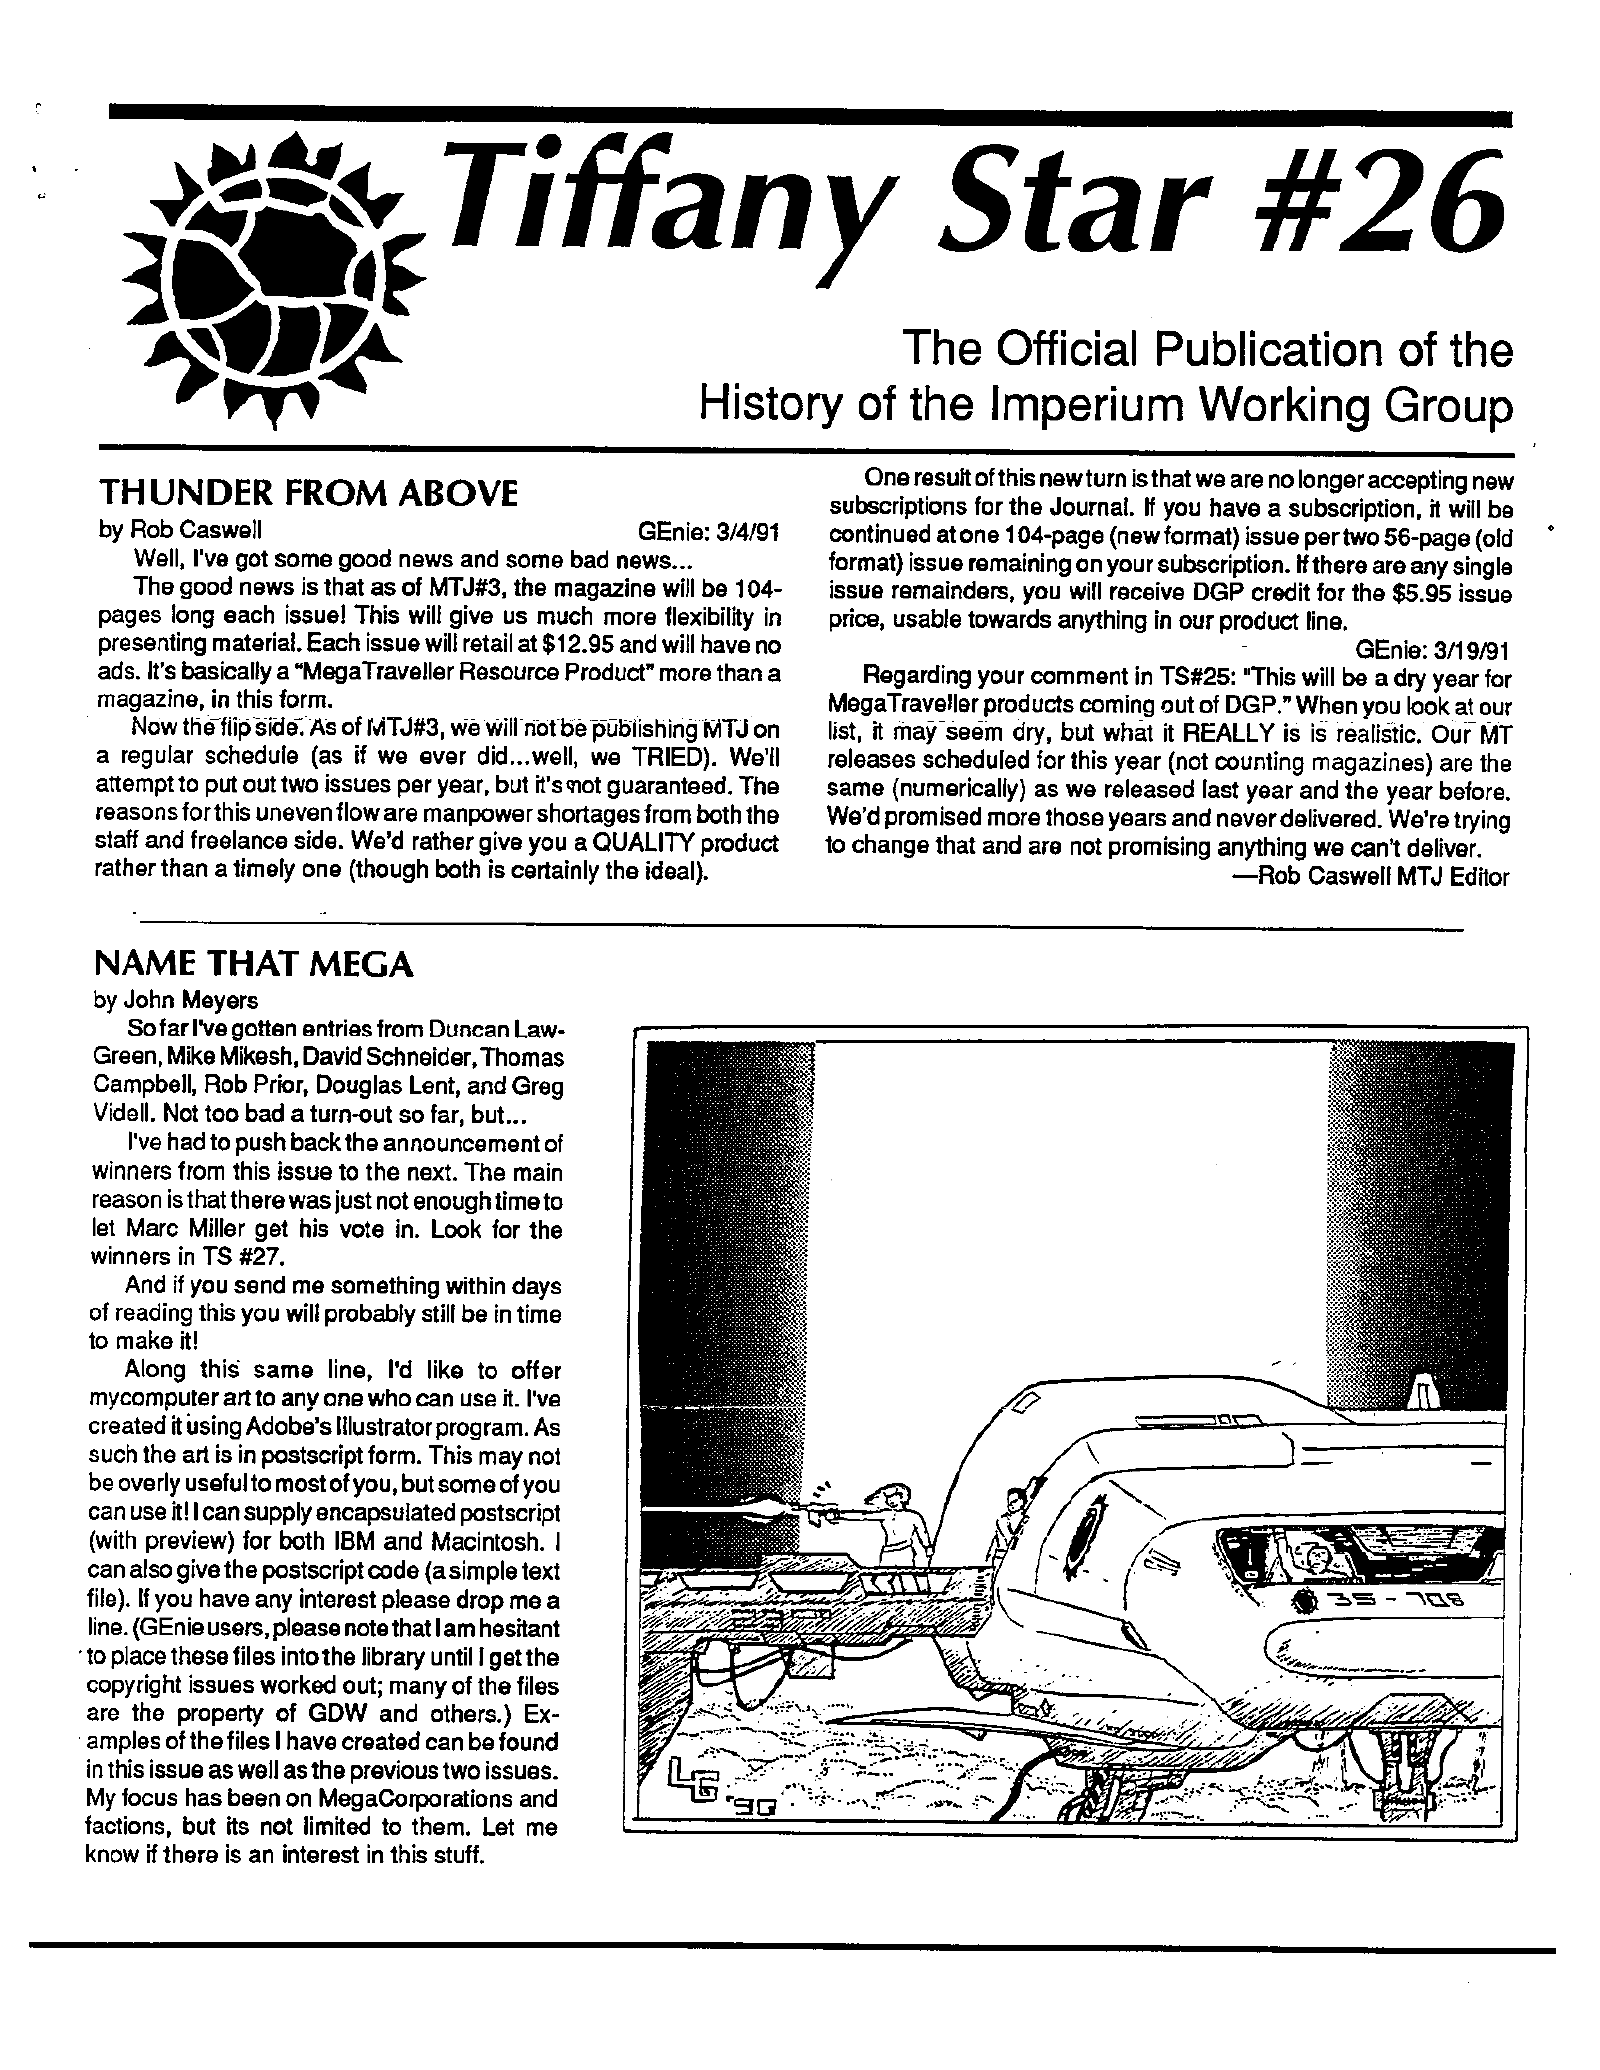 Tiffany Star #26
The Official Publication of the
History of the Imperium Working Group
THUNDER FROM ABOVE
by Rob Caswell GEnie: 3/4/91
Well, I've got some good news and some bad news...
The good news is that as of MTJ#3, the magazine will be 104-
pages long each issue! This will give us much more flexibility in
presenting material. Each issue will retail at $12.95 and will have no
ads. It's basically a "MegaTraveller Resource Product" more than a
magazine, in this form.
Now the flip side. As of MTJ#3, we will not be publishing MTJ on
a regular schedule (as if we ever did...well, we TRIED). We'll
attempt to put out two issues per year, but it's not guaranteed. The
reasons for this uneven flow are manpower shortages from both the
staff and freelance side. We'd rather give you a QUALITY product
rather than a timely one (though both is certainly the ideal).
One result of this new turn is that we are no longer accepting new
subscriptions for the Journal. If you have a subscription, it will be
continued at one 104-page (new format) issue per two 56-page (old
format) issue remaining on your subscription. If there are any single
issue remainders, you will receive DGP credit for the $5.95 issue
price, usable towards anything in our product line.
GEnie: 3/19/91
Regarding your comment in TS#25: "This will be a dry year for
MegaTraveller products coming out of DGP." When you look at our
list, it may seem dry, but what it REALLY is is realistic. Our MT
releases scheduled for this year (not counting magazines) are the
same (numerically) as we released last year and the year before.
We'd promised more those years and never delivered. We're trying
to change that and are not promising anything we can't deliver.
—Rob Caswell MTJ Editor
NAME THAT MEGA
by John Meyers
So far I've gotten entries from Duncan Law-
Green, Mike Mikesh, David Schneider, Thomas
Campbell, Rob Prior, Douglas Lent, and Greg
Videll. Not too bad a turn-out so far, but...
I've had to push back the announcement of
winners from this issue to the next. The main
reason is that there was just not enough time to
let Marc Miller get his vote in. Look for the
winners in TS #27.
And if you send me something within days
of reading this you will probably still be in time
to make it!
Along this same line, I'd like to offer
mycomputer art to any one who can use it. I've
created it using Adobe's Illustrator program. As
such the art is in postscript form. This may not
be overly useful to most of you, but some of you
can use it! I can supply encapsulated postscript
(with preview) for both IBM and Macintosh. I
can also give the postscript code (a simple text
file). If you have any interest please drop me a
line. (GEnie users, please note that I am hesitant
to place these files into the library until I get the
copyright issues worked out; many of the files
are the property of GDW and others.) Ex-
amples of the files I have created can be found
in this issue as well as the previous two issues.
My focus has been on MegaCorporations and
factions, but its not limited to them. Let me
know if there is an interest in this stuff.
35-708
LG '90